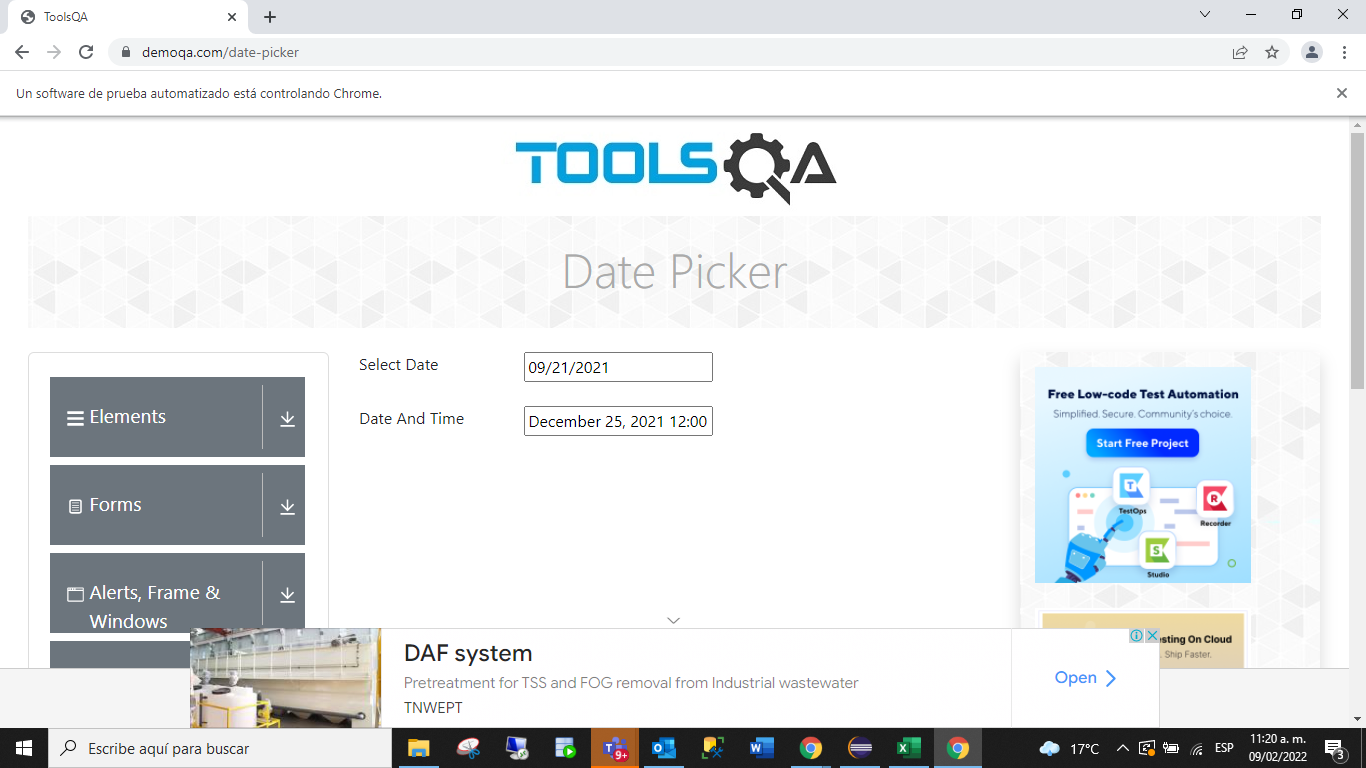 ToolsQA
demoqa.com/date-picker
Un software de prueba automatizado está controlando Chrome.
TOOLSQA
Date Picker
Elements
Forms
Alerts, Frame &
Windows
Select Date
09/21/2021
Date And Time
December 25, 2021 12:00
Free Low-code Test Automation
Simplified. Secure. Community's choice.
Start Free Project
TestOps
Recorder
Studio
esting On Cloud
. Ship Faster.
DAF system
Pretreatment for TSS and FOG removal from Industrial wastewater
TNWEPT
Open
Escribe aquí para buscar
9+
17°C
ESP
11:20 a. m.
09/02/2022
3